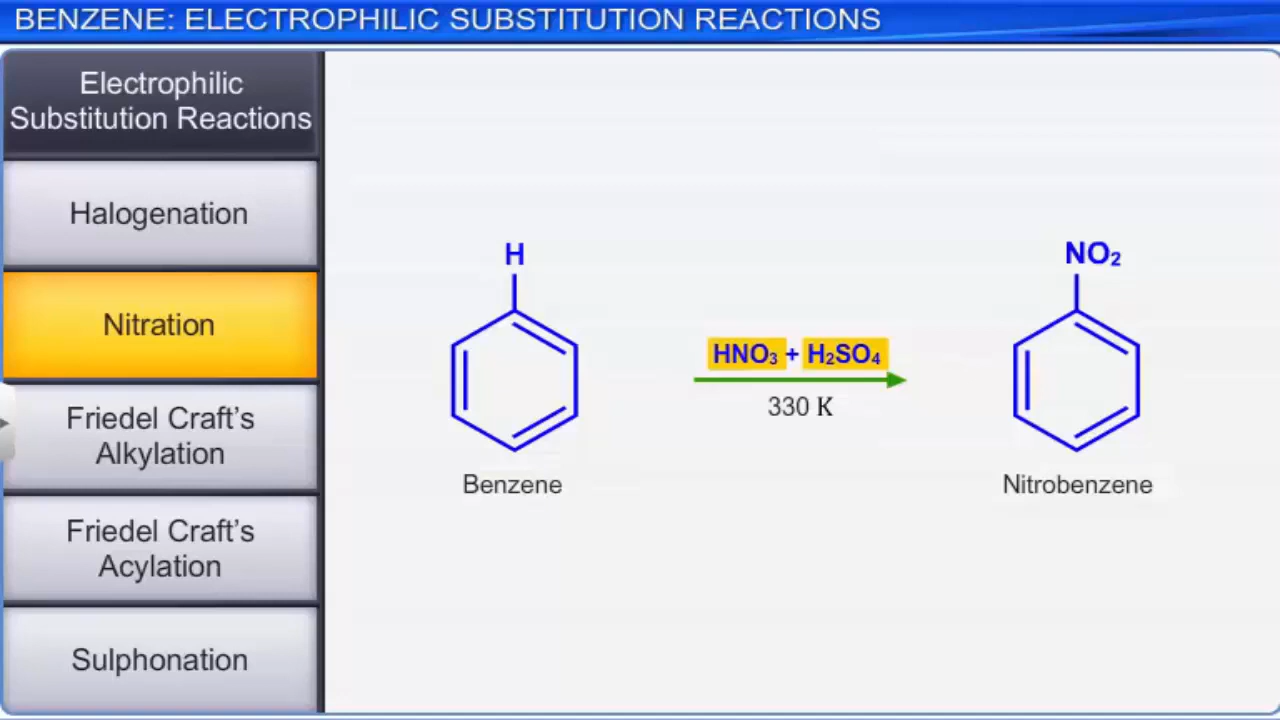 BENZENE: ELECTROPHILIC SUBSTITUTION REACTIONS
Electrophilic
Substitution Reactions
Halogenation
Nitration
Friedel Craft’s
Alkylation
Friedel Craft’s
Acylation
Sulphonation
H
HNO₃ + H₂SO₄
330 K
Benzene
NO₂
Nitrobenzene